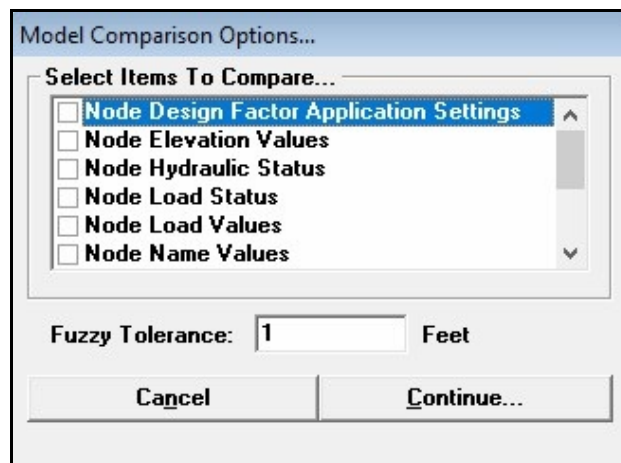 Model Comparison Options...
Select Items To Compare...
Node Design Factor Application Settings
Node Elevation Values
Node Hydraulic Status
Node Load Status
Node Load Values
Node Name Values
Fuzzy Tolerance: 1 Feet
Cancel Continue...